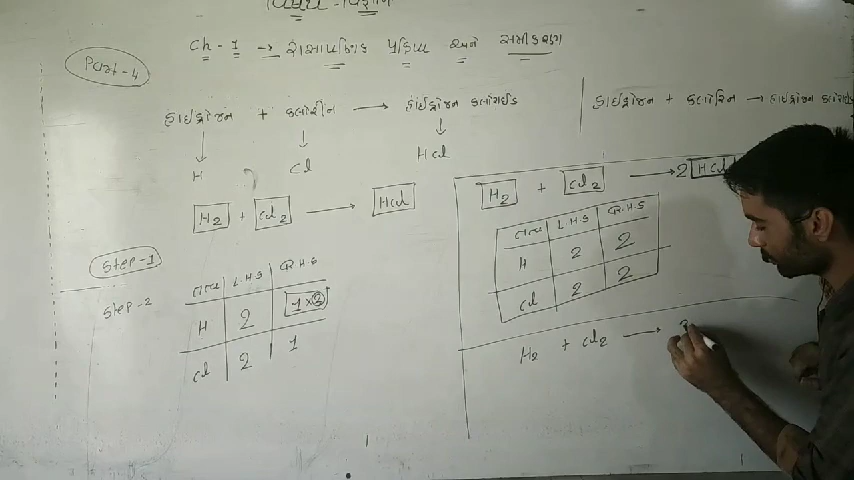 વિજ્ઞાન
Part-4
Ch-1 → રાસાયણિક પ્રક્રિયા અને સમીકરણ
હાઇડ્રોજન + ક્લોરીન → હાઇડ્રોજન ક્લોરાઇડ
H Cl HCl
H2 + Cl2 → HCl
Step-1
Step-2
તત્વ L.H.S R.H.S
H 2 1×2
Cl 2 1
હાઇડ્રોજન + ક્લોરિન → હાઇડ્રોજન ક્લોરાઇડ
H2 + Cl2 → 2 HCl
તત્વ L.H.S R.H.S
H 2 2
Cl 2 2
H2 + Cl2 →